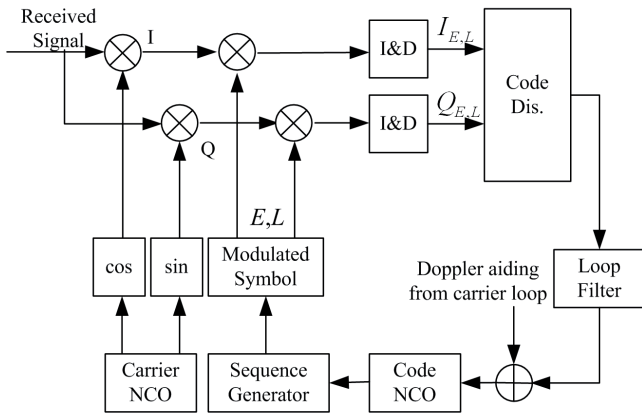 Received
Signal
I
I&D
I_{E,L}
Code
Dis.
Q
I&D
Q_{E,L}
E,L
cos
sin
Modulated
Symbol
Doppler aiding
from carrier loop
Loop
Filter
Carrier
NCO
Sequence
Generator
Code
NCO